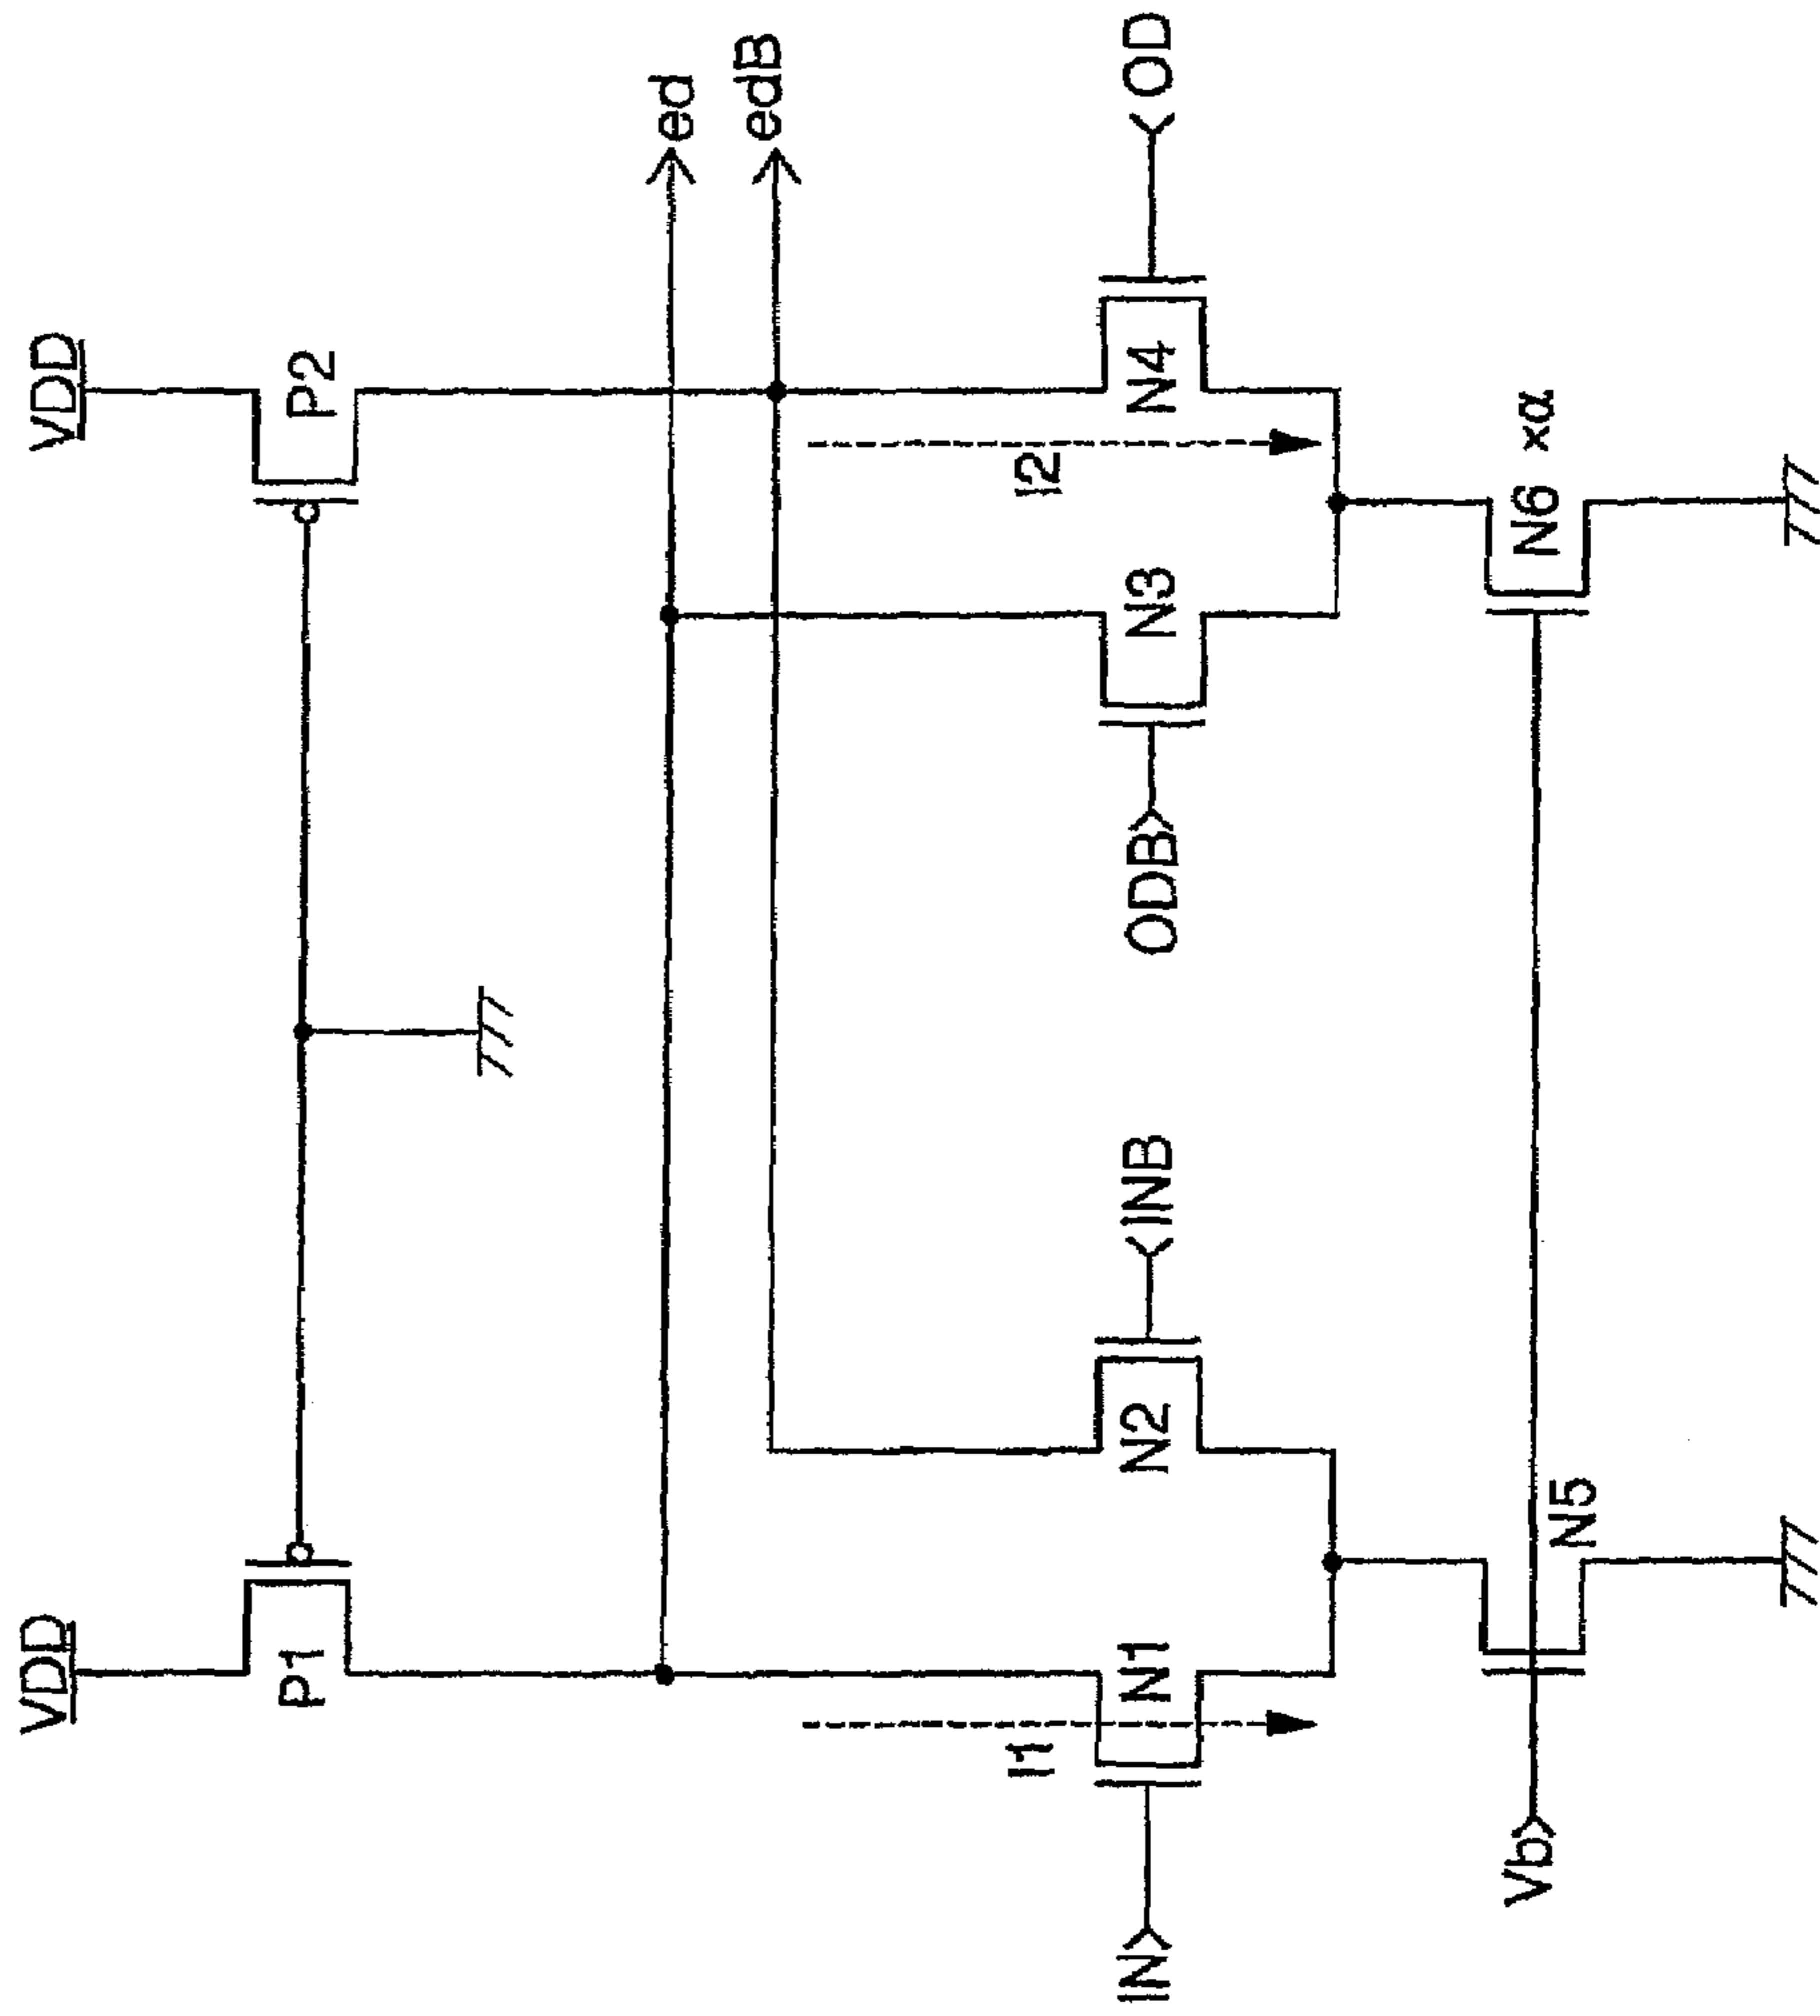 VDD
VDD
P1
P2
ed
edB
I1
I2
IN>
N1
N2
<INB
ODB>
N3
N4
<OD
Vb>
N5
N6 ×α